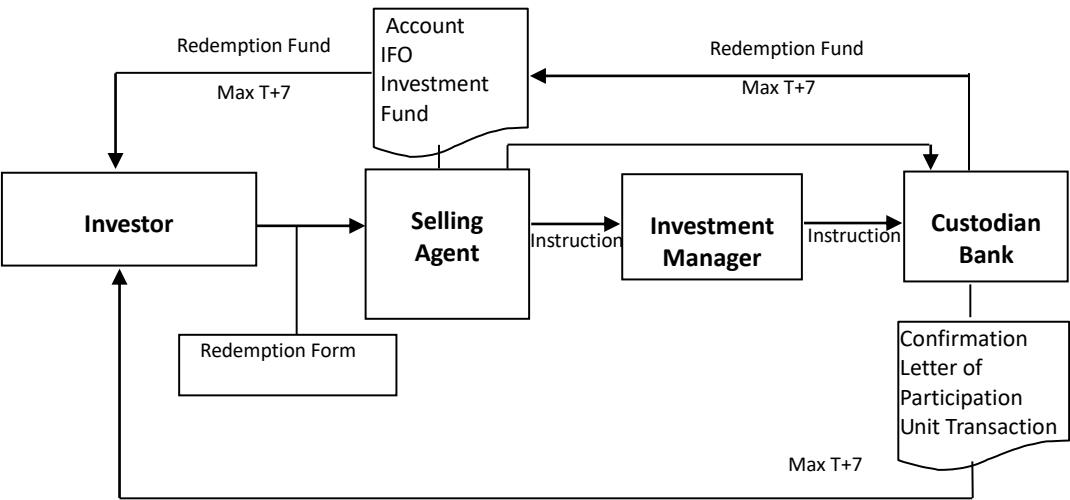 Account
IFO
Investment
Fund
Redemption Fund
Max T+7
Redemption Fund
Max T+7
Investor
Selling
Agent
Instruction
Investment
Manager
Instruction
Custodian
Bank
Redemption Form
Confirmation
Letter of
Participation
Unit Transaction
Max T+7